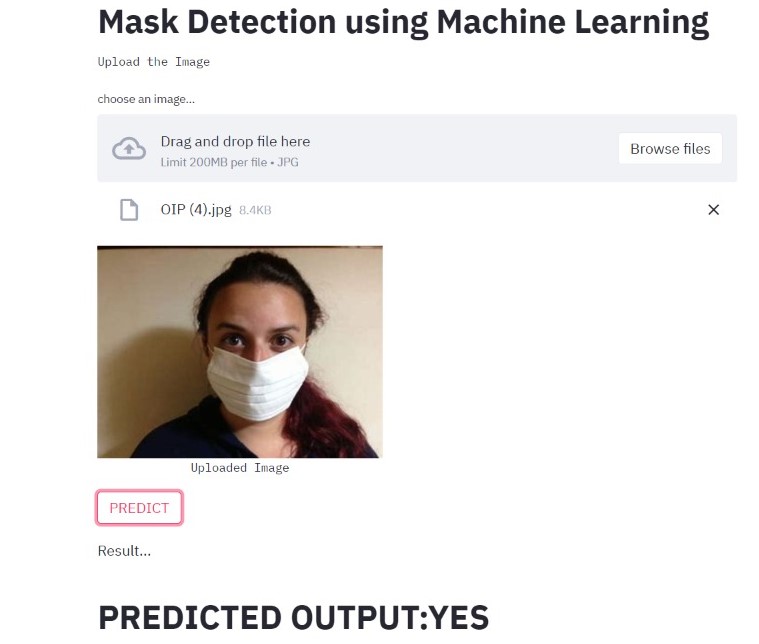 Mask Detection using Machine Learning
Upload the Image
choose an image...
Drag and drop file here
Browse files
Limit 200MB per file • JPG
OIP (4).jpg 8.4KB
Uploaded Image
PREDICT
Result...
PREDICTED OUTPUT:YES